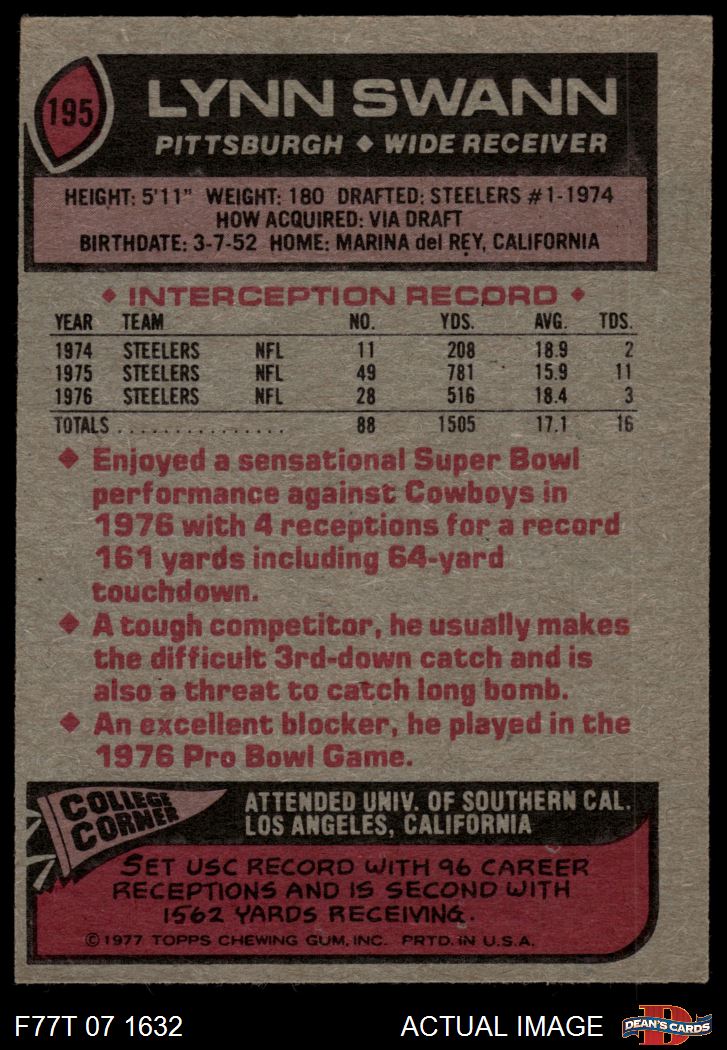 195
LYNN SWANN
PITTSBURGH ♦ WIDE RECEIVER
HEIGHT: 5'11" WEIGHT: 180 DRAFTED: STEELERS #1-1974
HOW ACQUIRED: VIA DRAFT
BIRTHDATE: 3-7-52 HOME: MARINA del REY, CALIFORNIA
♦ INTERCEPTION RECORD ♦
YEAR TEAM NO. YDS. AVG. TDS.
1974 STEELERS NFL 11 208 18.9 2
1975 STEELERS NFL 49 781 15.9 11
1976 STEELERS NFL 28 516 18.4 3
TOTALS . . . . . . . . . . . . . . . 88 1505 17.1 16
♦ Enjoyed a sensational Super Bowl
performance against Cowboys in
1976 with 4 receptions for a record
161 yards including 64-yard
touchdown.
♦ A tough competitor, he usually makes
the difficult 3rd-down catch and is
also a threat to catch long bomb.
♦ An excellent blocker, he played in the
1976 Pro Bowl Game.
COLLEGE
CORNER
ATTENDED UNIV. OF SOUTHERN CAL.
LOS ANGELES, CALIFORNIA
SET USC RECORD WITH 96 CAREER
RECEPTIONS AND IS SECOND WITH
1562 YARDS RECEIVING.
©1977 TOPPS CHEWING GUM, INC. PRTD. IN U.S.A.
F77T 07 1632
ACTUAL IMAGE
D
DEAN'S CARDS